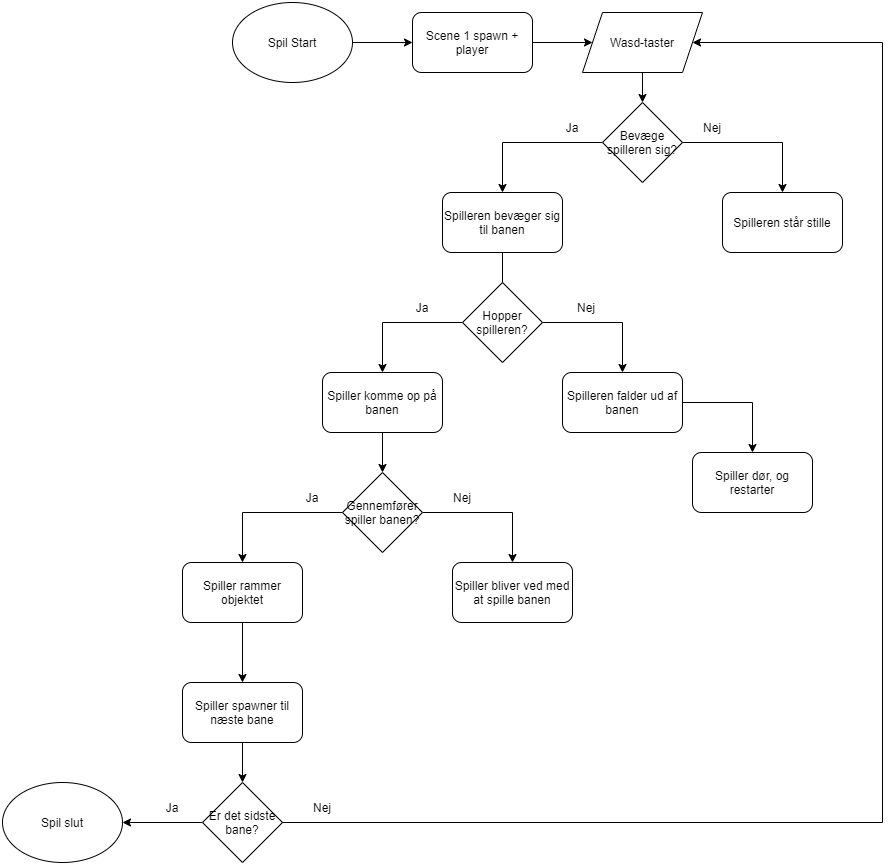 Spil Start
Scene 1 spawn +
player
Wasd-taster
Ja
Bevæge
spilleren sig?
Nej
Spilleren bevæger sig
til banen
Spilleren står stille
Ja
Hopper
spilleren?
Nej
Spiller komme op på
banen
Spilleren falder ud af
banen
Spiller dør, og
restarter
Ja
Gennemfører
spiller banen?
Nej
Spiller rammer
objektet
Spiller bliver ved med
at spille banen
Spiller spawner til
næste bane
Ja
Er det sidste
bane?
Nej
Spil slut